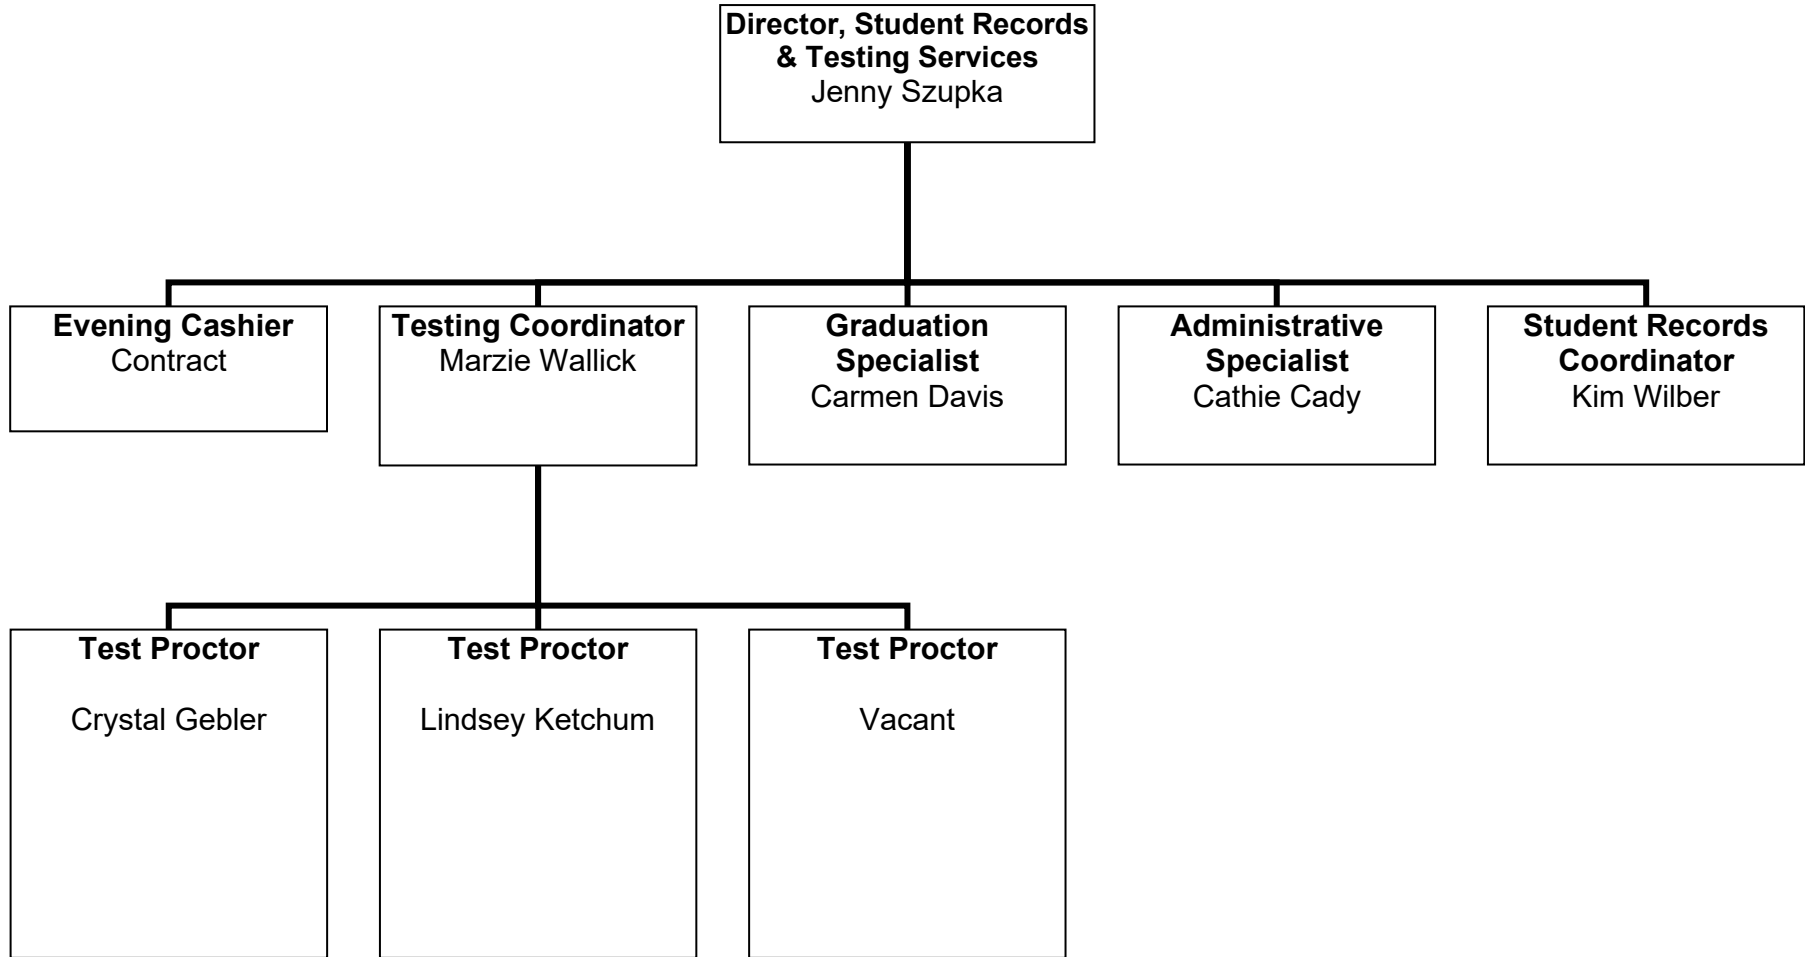 Director, Student Records
& Testing Services
Jenny Szupka
Evening Cashier
Contract
Testing Coordinator
Marzie Wallick
Graduation
Specialist
Carmen Davis
Administrative
Specialist
Cathie Cady
Student Records
Coordinator
Kim Wilber
Test Proctor
Crystal Gebler
Test Proctor
Lindsey Ketchum
Test Proctor
Vacant